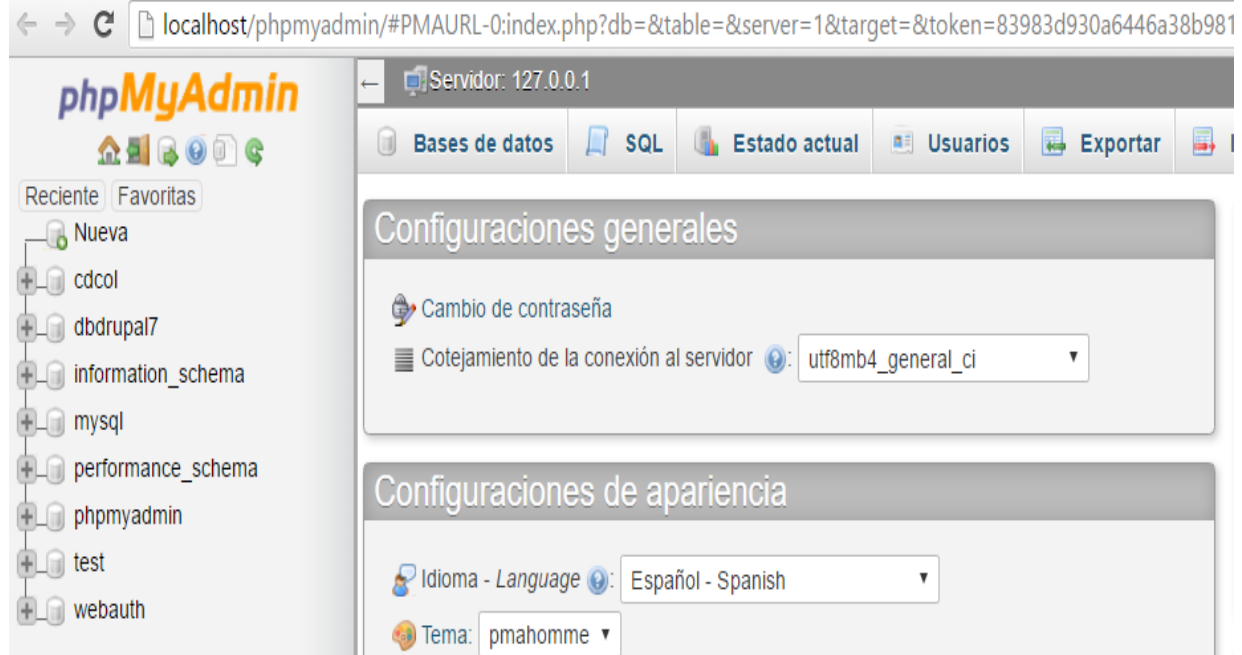 localhost/phpmyadmin/#PMAURL-0:index.php?db=&table=&server=1&target=&token=83983d930a6446a38b981
phpMyAdmin
Reciente Favoritas
Nueva
cdcol
dbdrupal7
information_schema
mysql
performance_schema
phpmyadmin
test
webauth
Servidor: 127.0.0.1
Bases de datos SQL Estado actual Usuarios Exportar
Configuraciones generales
Cambio de contraseña
Cotejamiento de la conexión al servidor : utf8mb4_general_ci
Configuraciones de apariencia
Idioma - Language : Español - Spanish
Tema: pmahomme